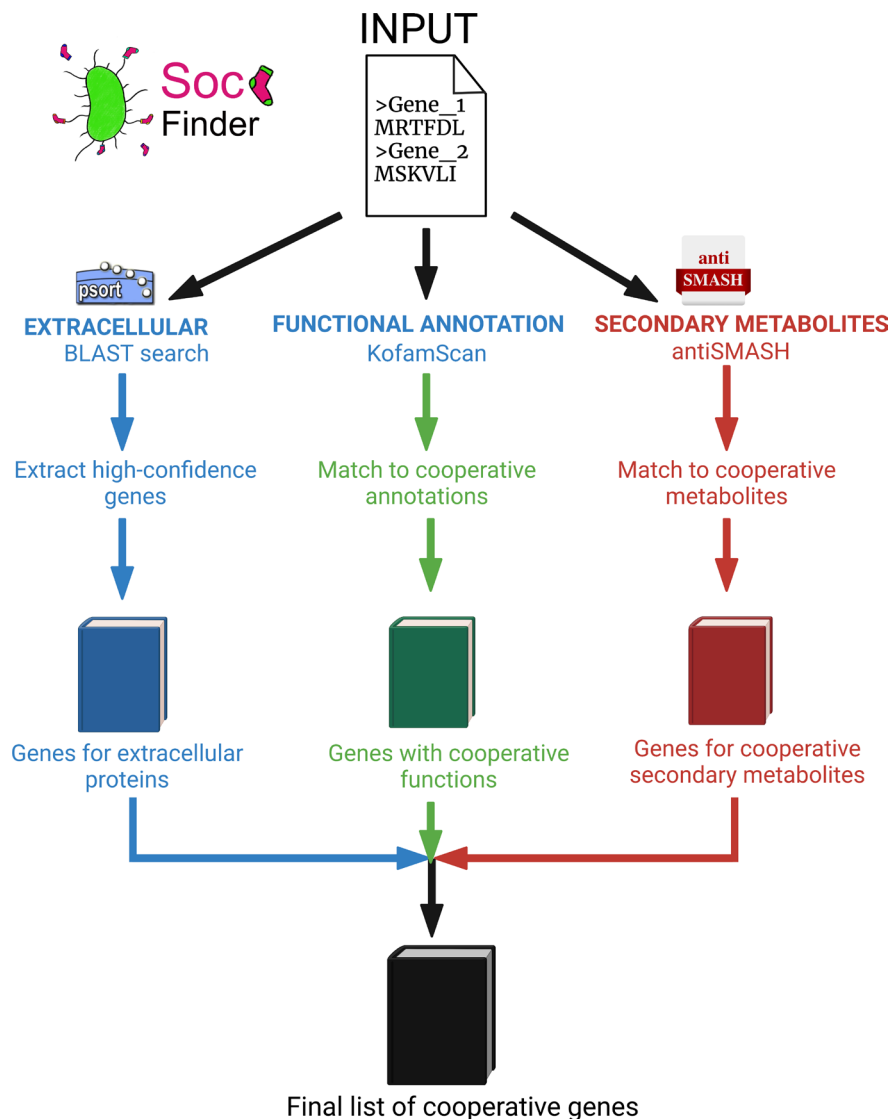 Soc
Finder
INPUT
>Gene_1
MRTFDL
>Gene_2
MSKVLI
psort
EXTRACELLULAR
BLAST search
FUNCTIONAL ANNOTATION
KofamScan
anti
SMASH
SECONDARY METABOLITES
antiSMASH
Extract high-confidence
genes
Match to cooperative
annotations
Match to cooperative
metabolites
Genes for extracellular
proteins
Genes with cooperative
functions
Genes for cooperative
secondary metabolites
Final list of cooperative genes